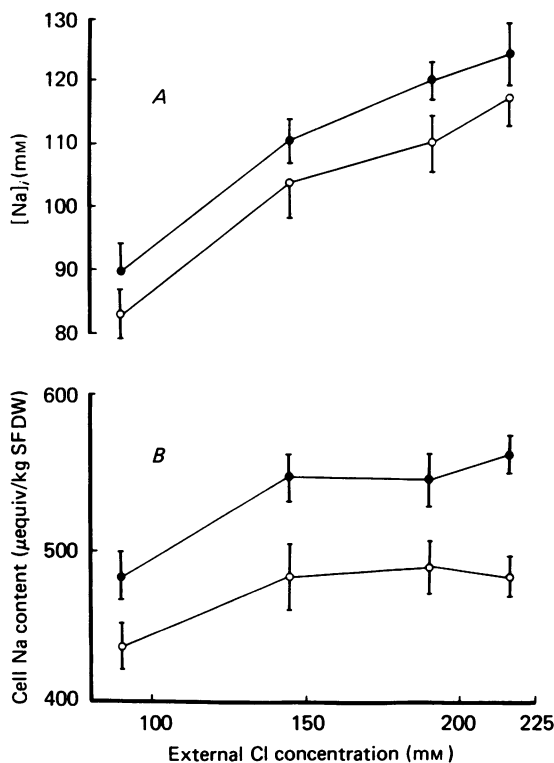 130
120
110
100
90
80
[Na]i (mM)
A
600
500
400
Cell Na content (μequiv/kg SFDW)
B
100
150
200
225
External Cl concentration (mM)